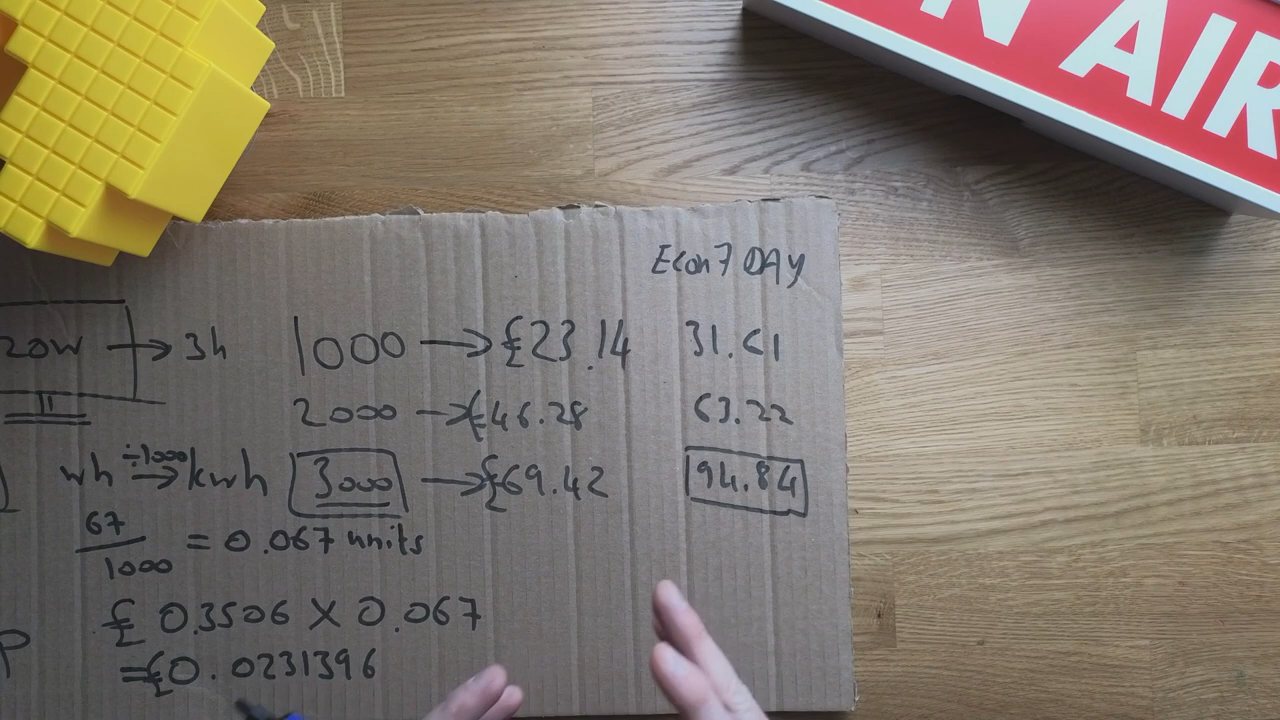 N AIR
Econ7 DAY
20W → 3h 1000 → £23.14 31.61
2000 → £46.28 63.22
wh ÷1000→ kwh 3000 → £69.42 94.84
67/1000 = 0.067 units
£ 0.3506 X 0.067
P =£0.0231396